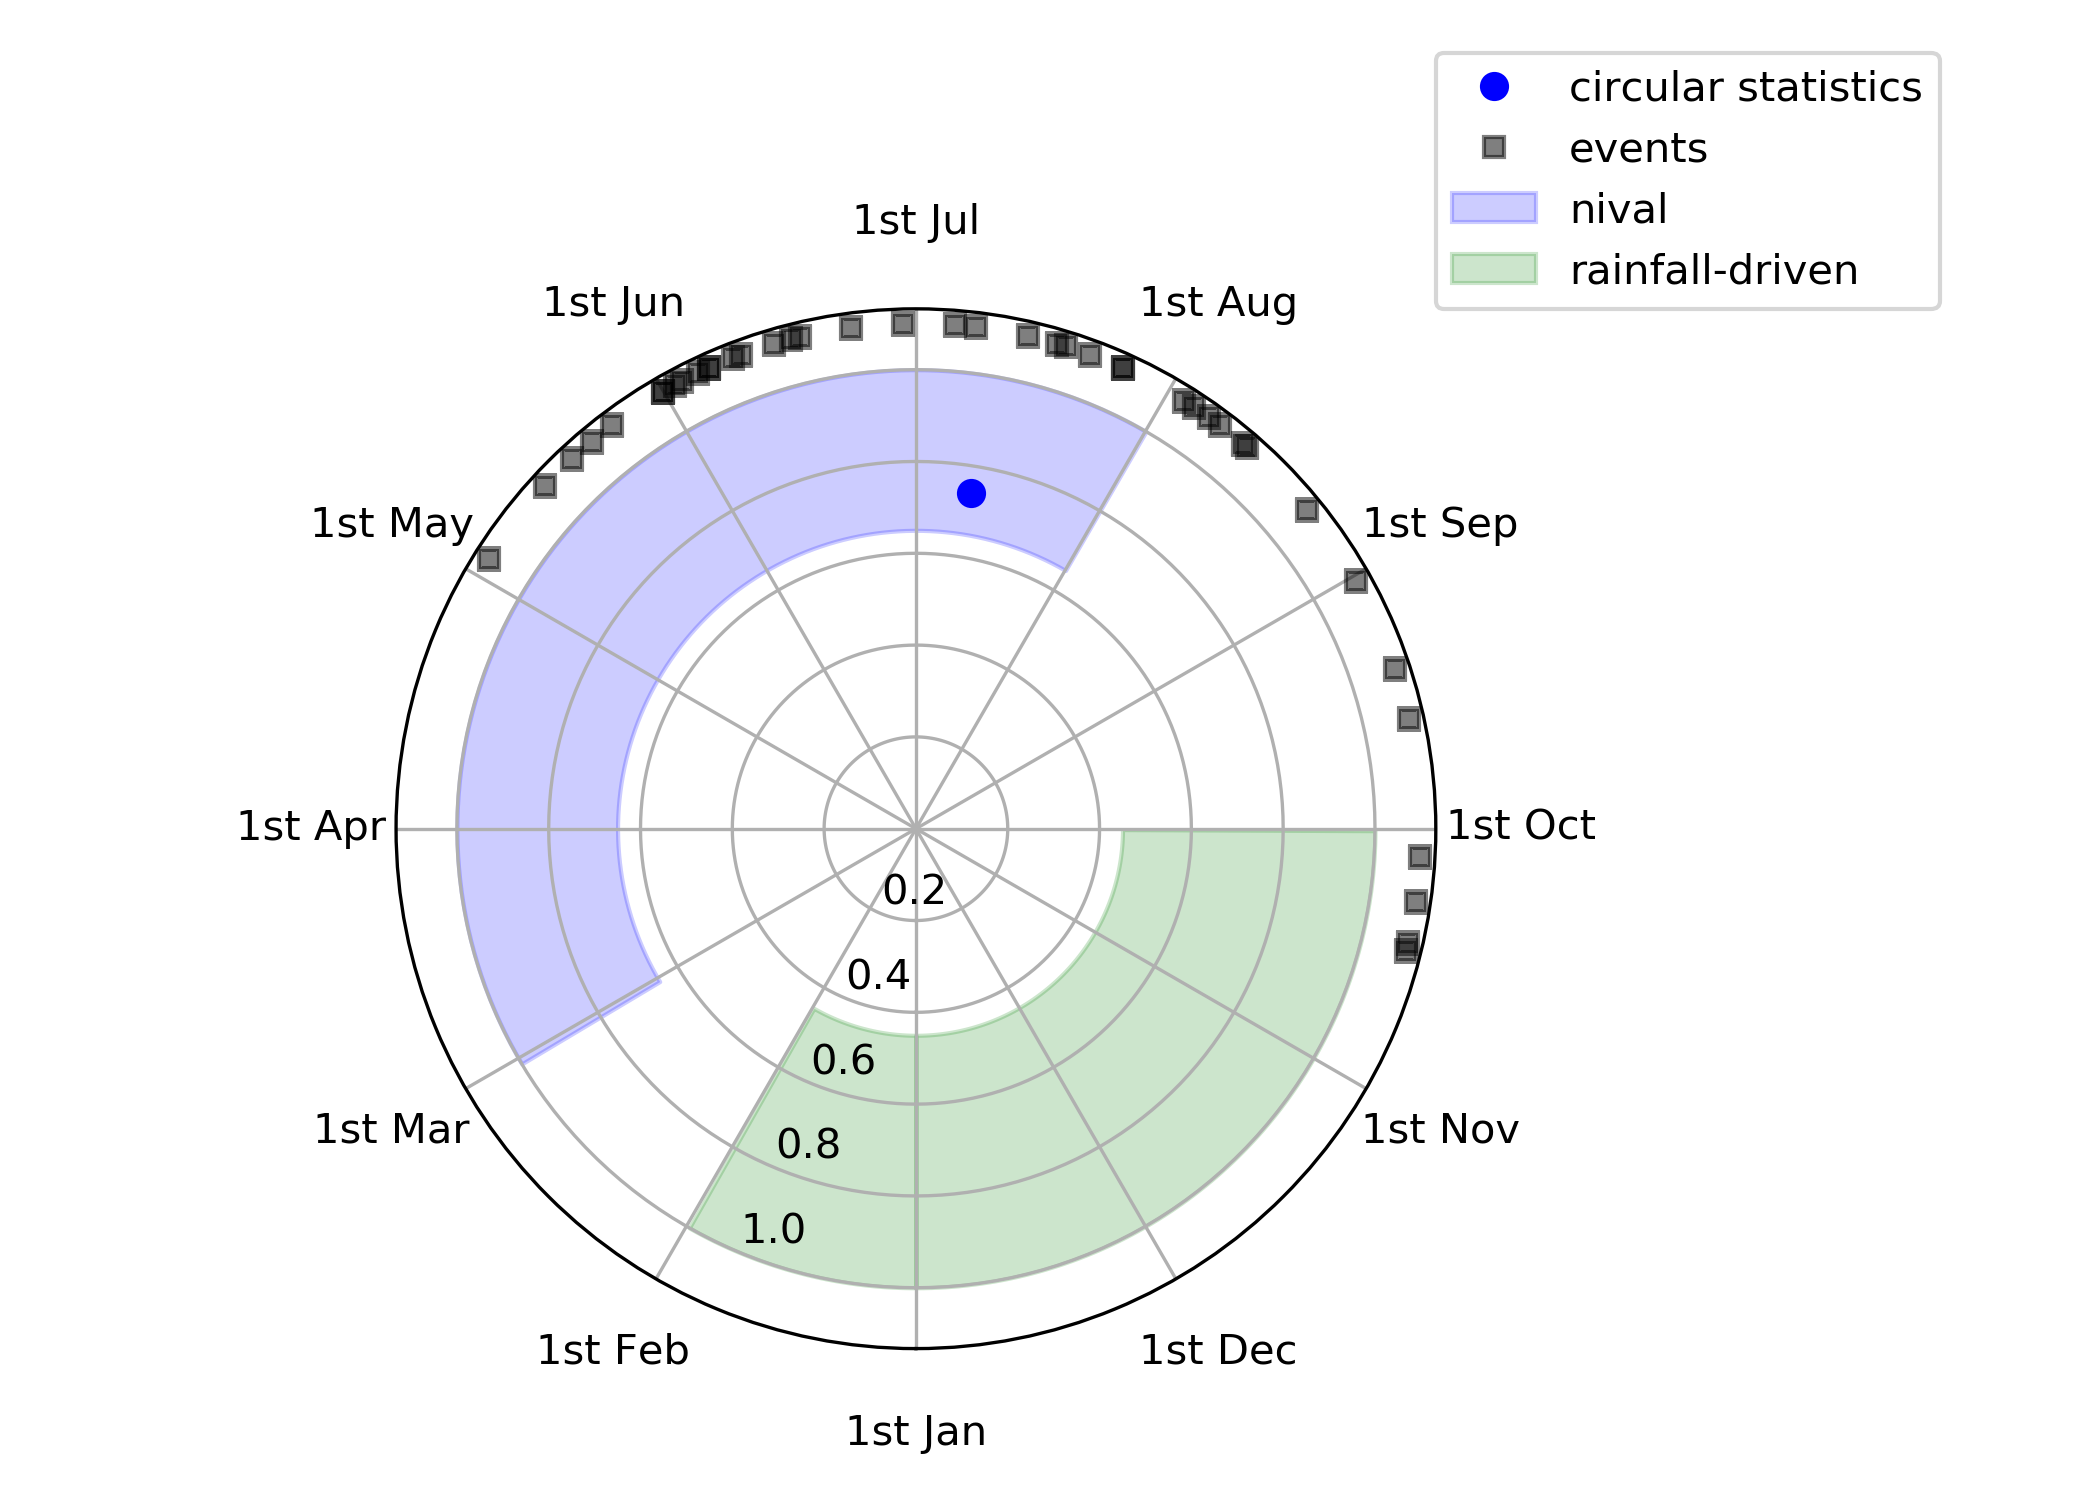 circular statistics
events
nival
rainfall-driven
1st Jul
1st Jun
1st Aug
1st May
1st Sep
1st Apr
1st Oct
0.2
0.4
0.6
1st Mar
1st Nov
0.8
1.0
1st Feb
1st Dec
1st Jan